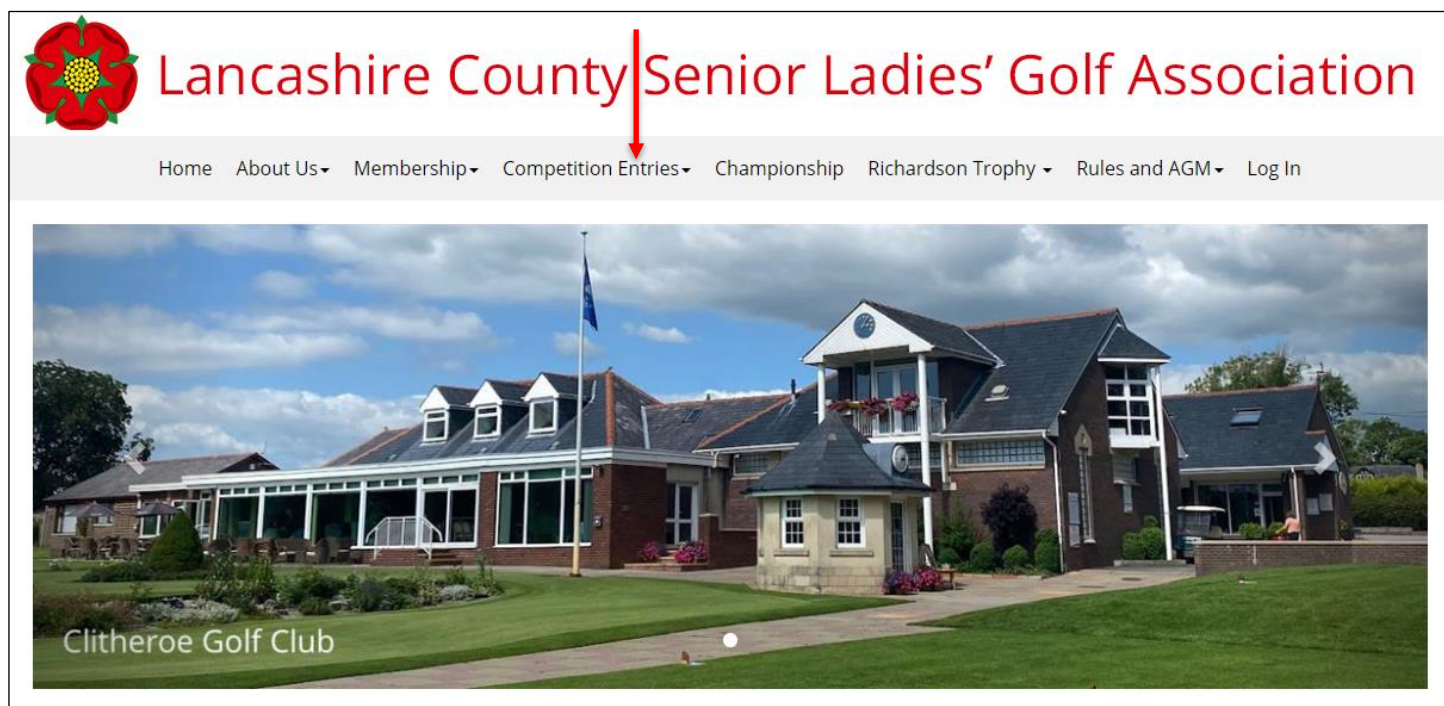 Lancashire County Senior Ladies' Golf Association
Home About Us Membership Competition Entries Championship Richardson Trophy Rules and AGM Log In
Clitheroe Golf Club